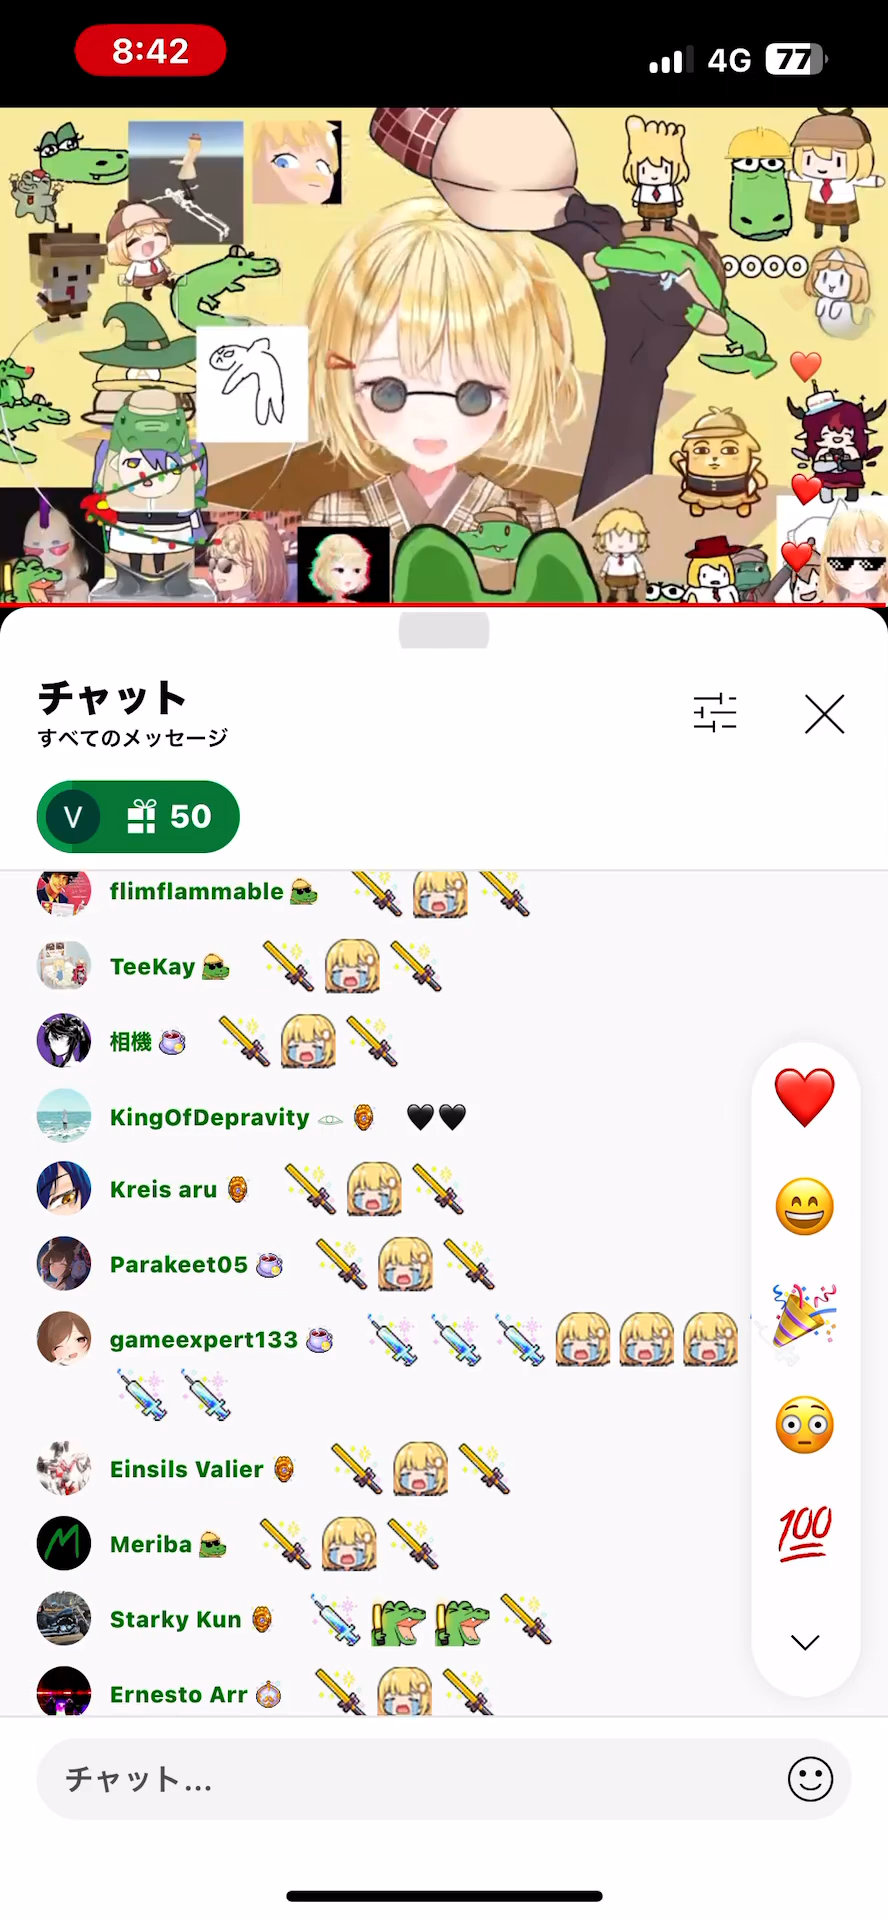 8:42
4G 77
OOOO
チャット
すべてのメッセージ
V 50
flimflammable
TeeKay
相機
KingOfDepravity
Kreis aru
Parakeet05
gameexpert133
Einsils Valier
Meriba
Starky Kun
Ernesto Arr
100
チャット...